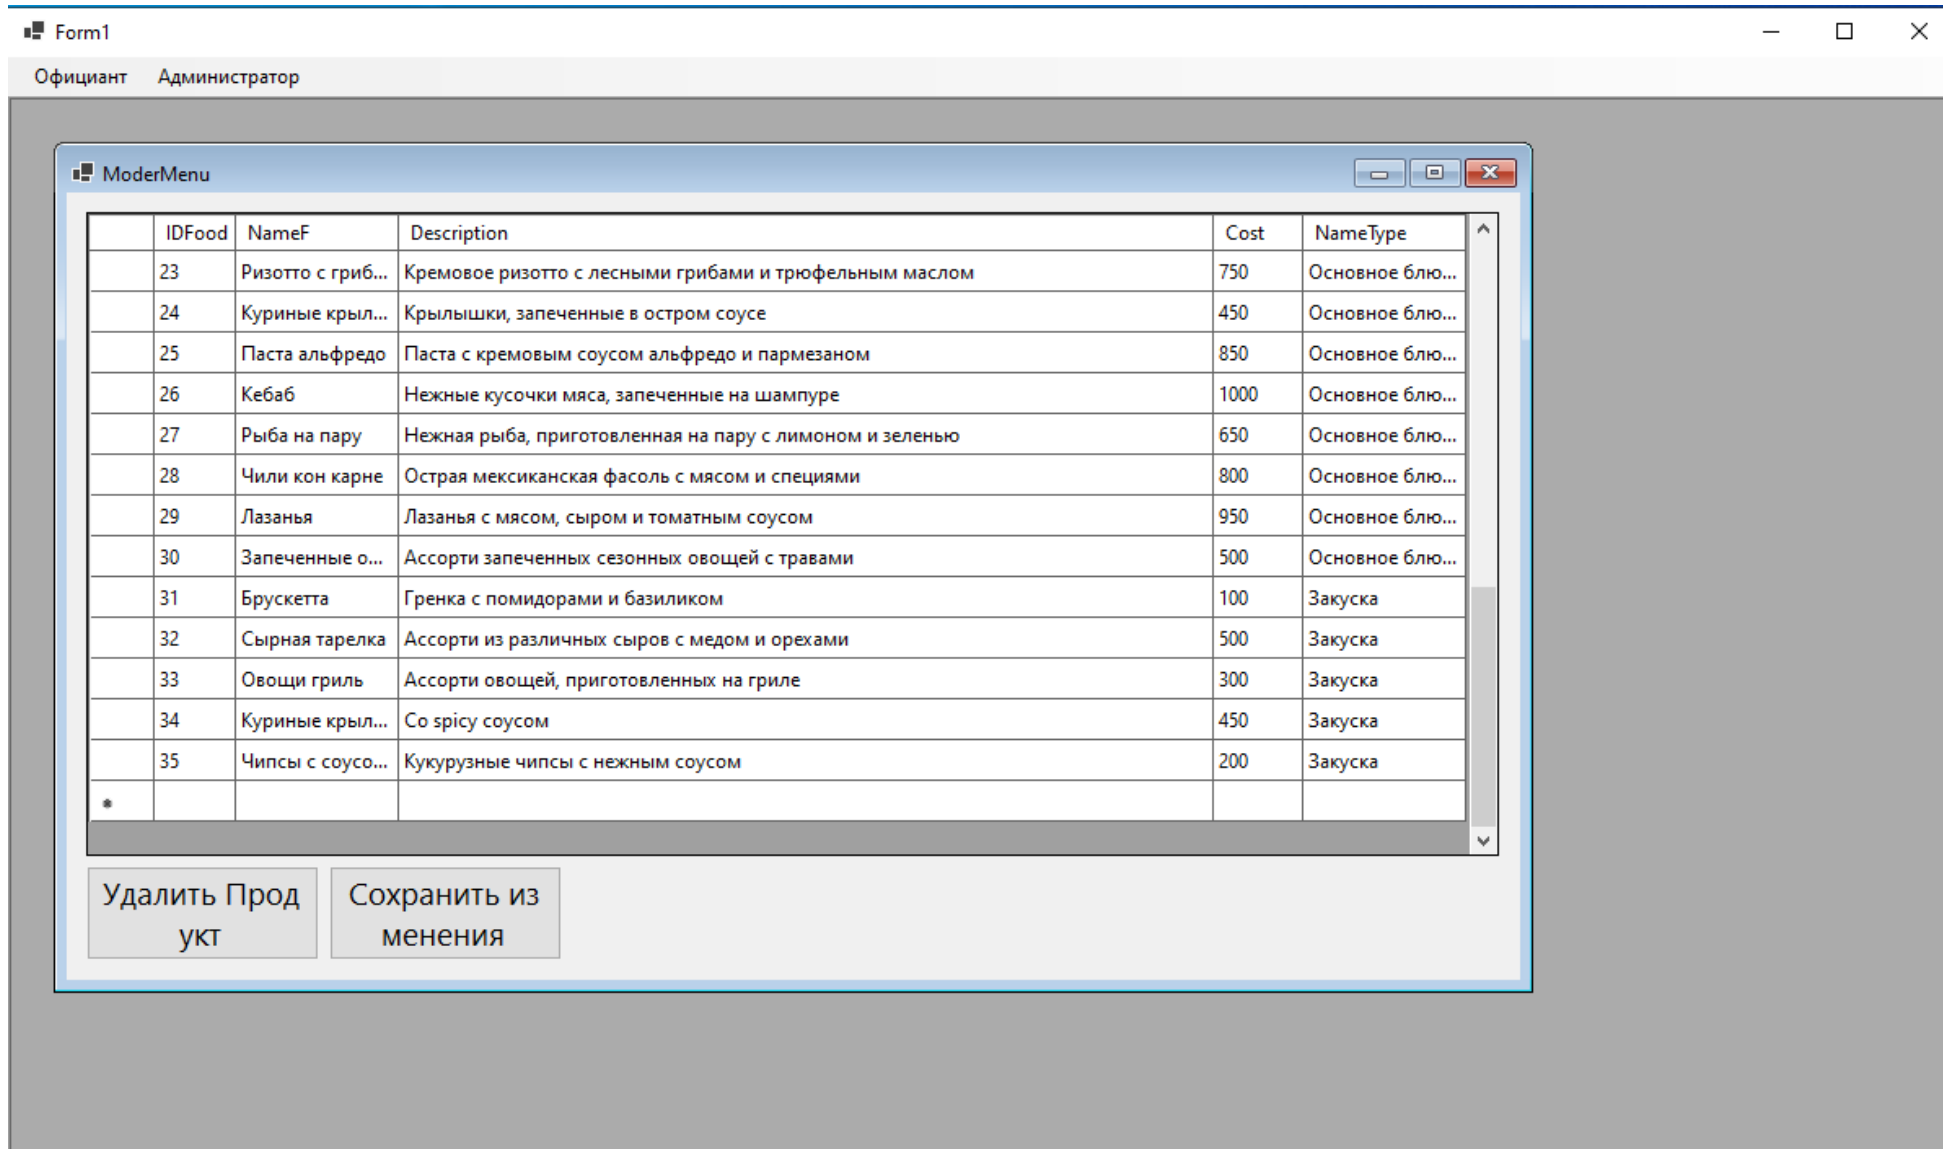 Form1
Официант Администратор
ModerMenu
IDFood NameF Description Cost NameType
23 Ризотто с гриб... Кремовое ризотто с лесными грибами и трюфельным маслом 750 Основное блю...
24 Куриные крыл... Крылышки, запеченные в остром соусе 450 Основное блю...
25 Паста альфредо Паста с кремовым соусом альфредо и пармезаном 850 Основное блю...
26 Кебаб Нежные кусочки мяса, запеченные на шампуре 1000 Основное блю...
27 Рыба на пару Нежная рыба, приготовленная на пару с лимоном и зеленью 650 Основное блю...
28 Чили кон карне Острая мексиканская фасоль с мясом и специями 800 Основное блю...
29 Лазанья Лазанья с мясом, сыром и томатным соусом 950 Основное блю...
30 Запеченные о... Ассорти запеченных сезонных овощей с травами 500 Основное блю...
31 Брускетта Гренка с помидорами и базиликом 100 Закуска
32 Сырная тарелка Ассорти из различных сыров с медом и орехами 500 Закуска
33 Овощи гриль Ассорти овощей, приготовленных на гриле 300 Закуска
34 Куриные крыл... Со spicy соусом 450 Закуска
35 Чипсы с соусо... Кукурузные чипсы с нежным соусом 200 Закуска
Удалить Прод
укт
Сохранить из
менения